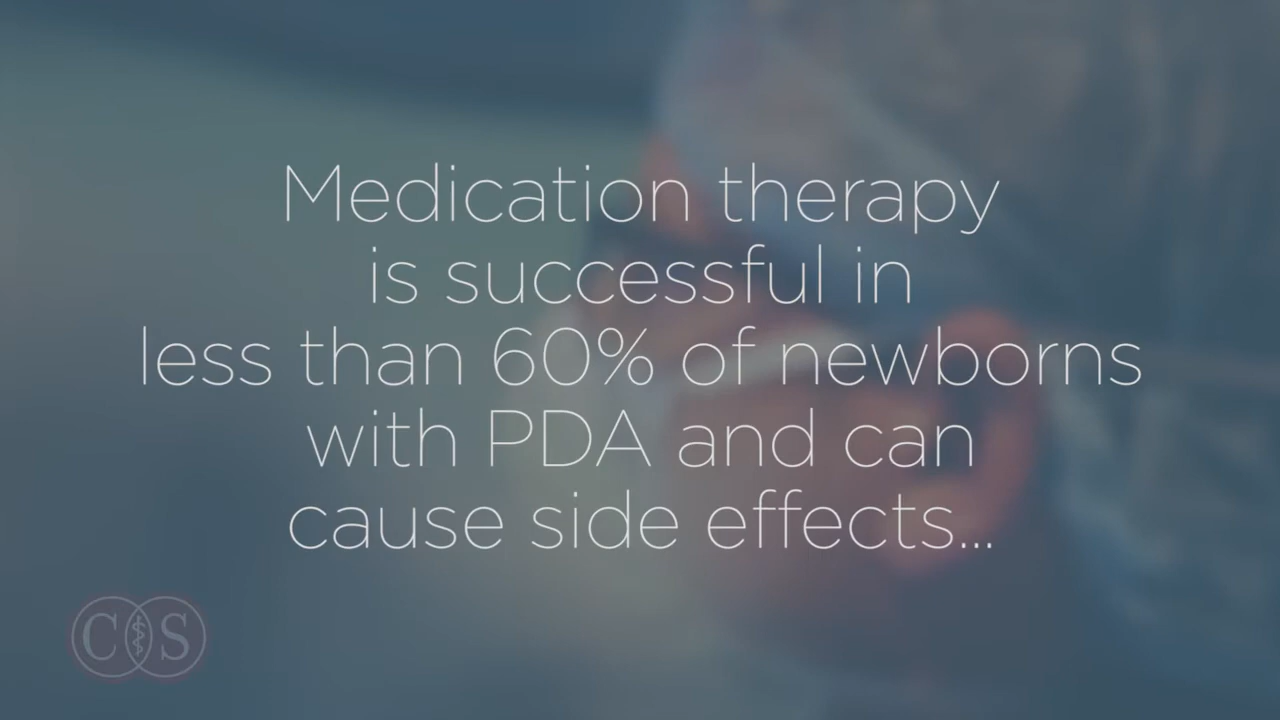 Medication therapy
is successful in
less than 60% of newborns
with PDA and can
cause side effects...
C S